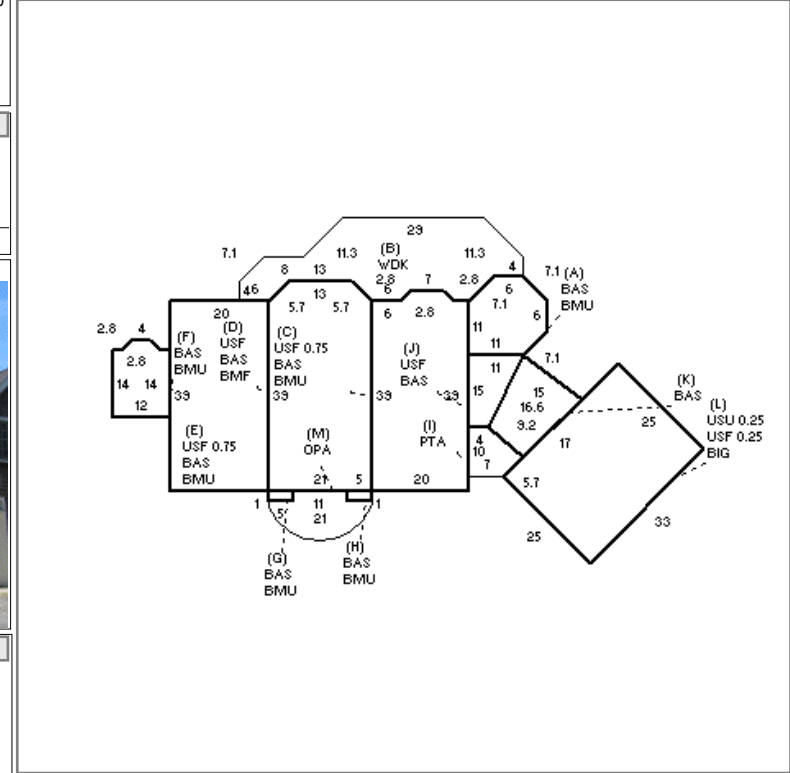 29
7.1
11.3
(B)
WDK
11.3
8
13
4
7.1
(A)
BAS
BMU
2.8
7
2.8
46
13
6
6
7.1
5.7
5.7
6
2.8
6
20
(D)
USF
BAS
BMF
2.8
4
(F)
BAS
BMU
(C)
USF 0.75
BAS
BMU
11
11
2.8
(J)
USF
BAS
11
7.1
14
14
39
39
39
39
15
15
16.6
9.2
(K)
BAS
12
(L)
USU 0.25
USF 0.25
BIG
25
(E)
USF 0.75
BAS
BMU
(M)
OPA
(I)
PTA
4
10
7
17
21
5
20
5.7
1
5
11
21
1
33
25
(G)
BAS
BMU
(H)
BAS
BMU